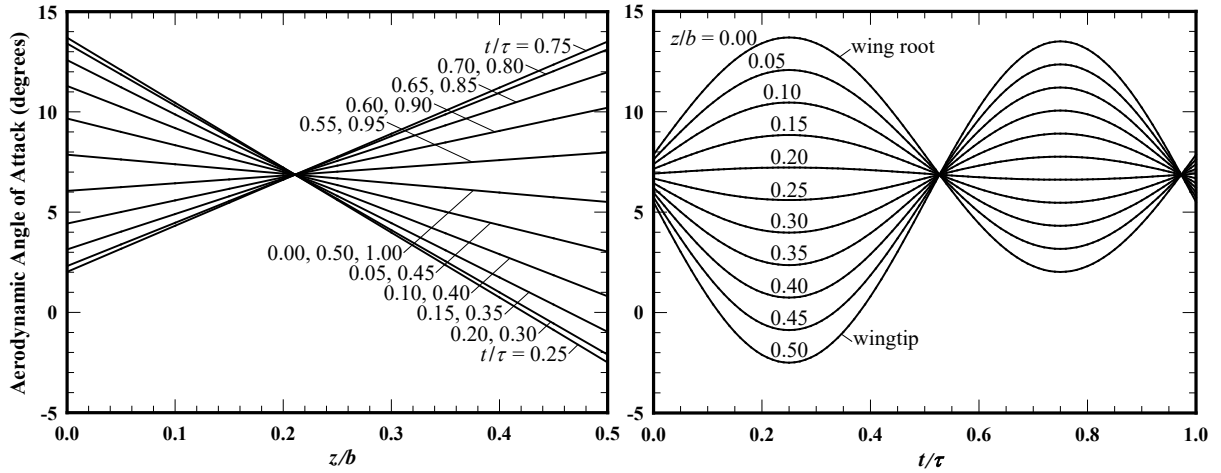 Aerodynamic Angle of Attack (degrees)
15
10
5
0
-5
0.0 0.1 0.2 0.3 0.4 0.5
z/b
t/τ = 0.75
0.70, 0.80
0.65, 0.85
0.60, 0.90
0.55, 0.95
0.00, 0.50, 1.00
0.05, 0.45
0.10, 0.40
0.15, 0.35
0.20, 0.30
t/τ = 0.25
15
10
5
0
-5
0.0 0.2 0.4 0.6 0.8 1.0
t/τ
z/b = 0.00
wing root
0.05
0.10
0.15
0.20
0.25
0.30
0.35
0.40
0.45
wingtip
0.50